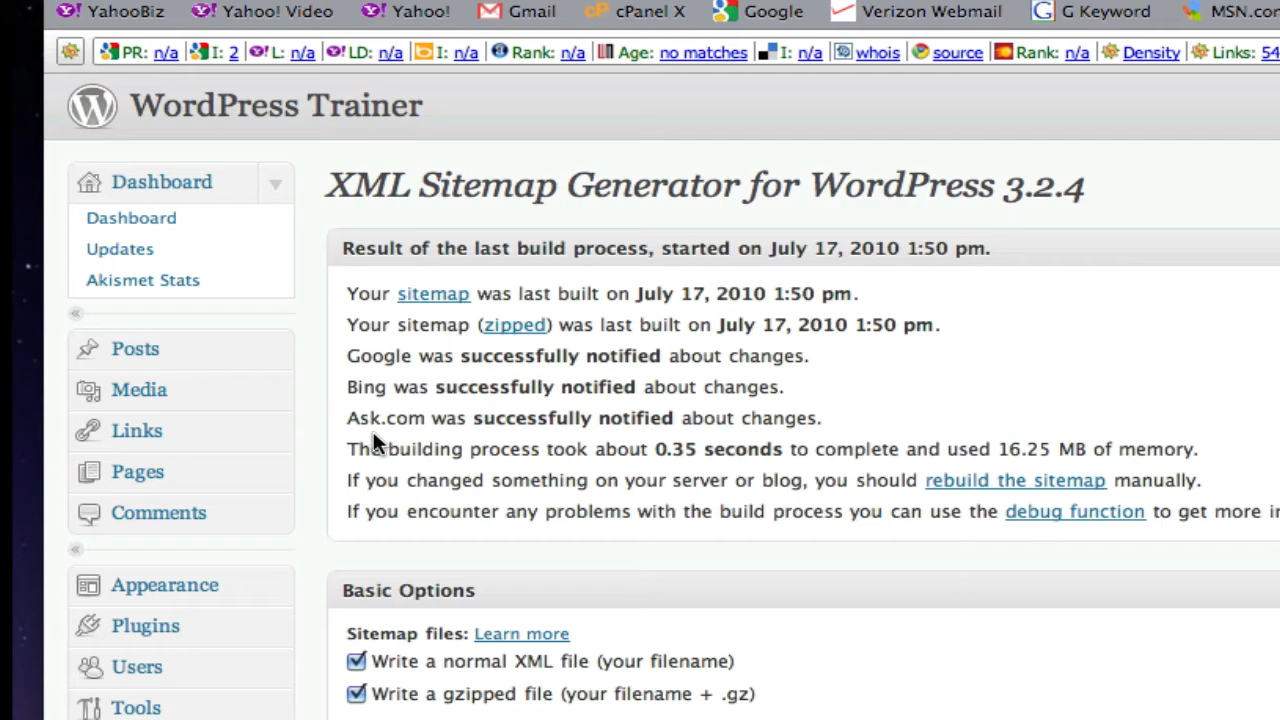 YahooBiz Yahoo! Video Yahoo! Gmail cPanel X Google Verizon Webmail G Keyword MSN.com
PR: n/a I: 2 L: n/a LD: n/a I: n/a Rank: n/a Age: no matches I: n/a whois source Rank: n/a Density Links: 54
WordPress Trainer
Dashboard
Dashboard
Updates
Akismet Stats
Posts
Media
Links
Pages
Comments
Appearance
Plugins
Users
Tools
XML Sitemap Generator for WordPress 3.2.4
Result of the last build process, started on July 17, 2010 1:50 pm.
Your sitemap was last built on July 17, 2010 1:50 pm.
Your sitemap (zipped) was last built on July 17, 2010 1:50 pm.
Google was successfully notified about changes.
Bing was successfully notified about changes.
Ask.com was successfully notified about changes.
The building process took about 0.35 seconds to complete and used 16.25 MB of memory.
If you changed something on your server or blog, you should rebuild the sitemap manually.
If you encounter any problems with the build process you can use the debug function to get more
Basic Options
Sitemap files: Learn more
Write a normal XML file (your filename)
Write a gzipped file (your filename + .gz)